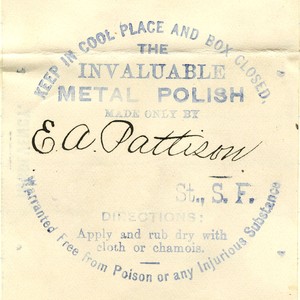 KEEP IN COOL PLACE AND BOX CLOSED.
THE
INVALUABLE
METAL POLISH
MADE ONLY BY
E. A. Pattison
St., S. F.
DIRECTIONS:
Apply and rub dry with
cloth or chamois.
Warranted Free from Poison or any Injurious Substance